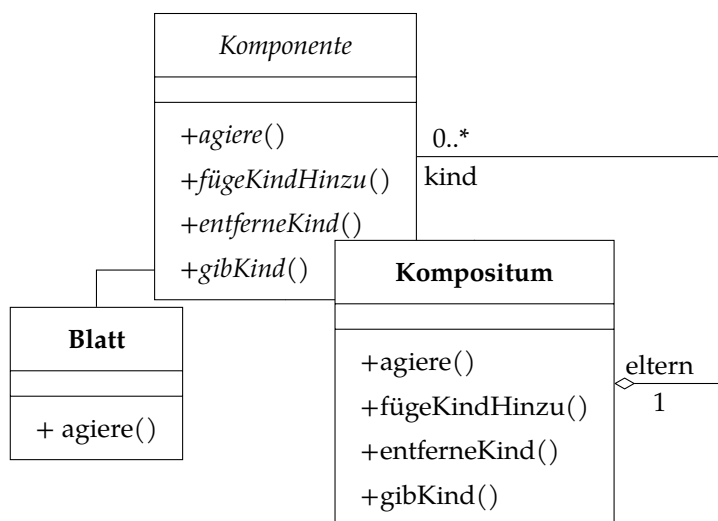 Komponente
+agiere()
+fügeKindHinzu()
+entferneKind()
+gibKind()
0..*
kind
Kompositum
+agiere()
+fügeKindHinzu()
+entferneKind()
+gibKind()
Blatt
+ agiere()
eltern
1